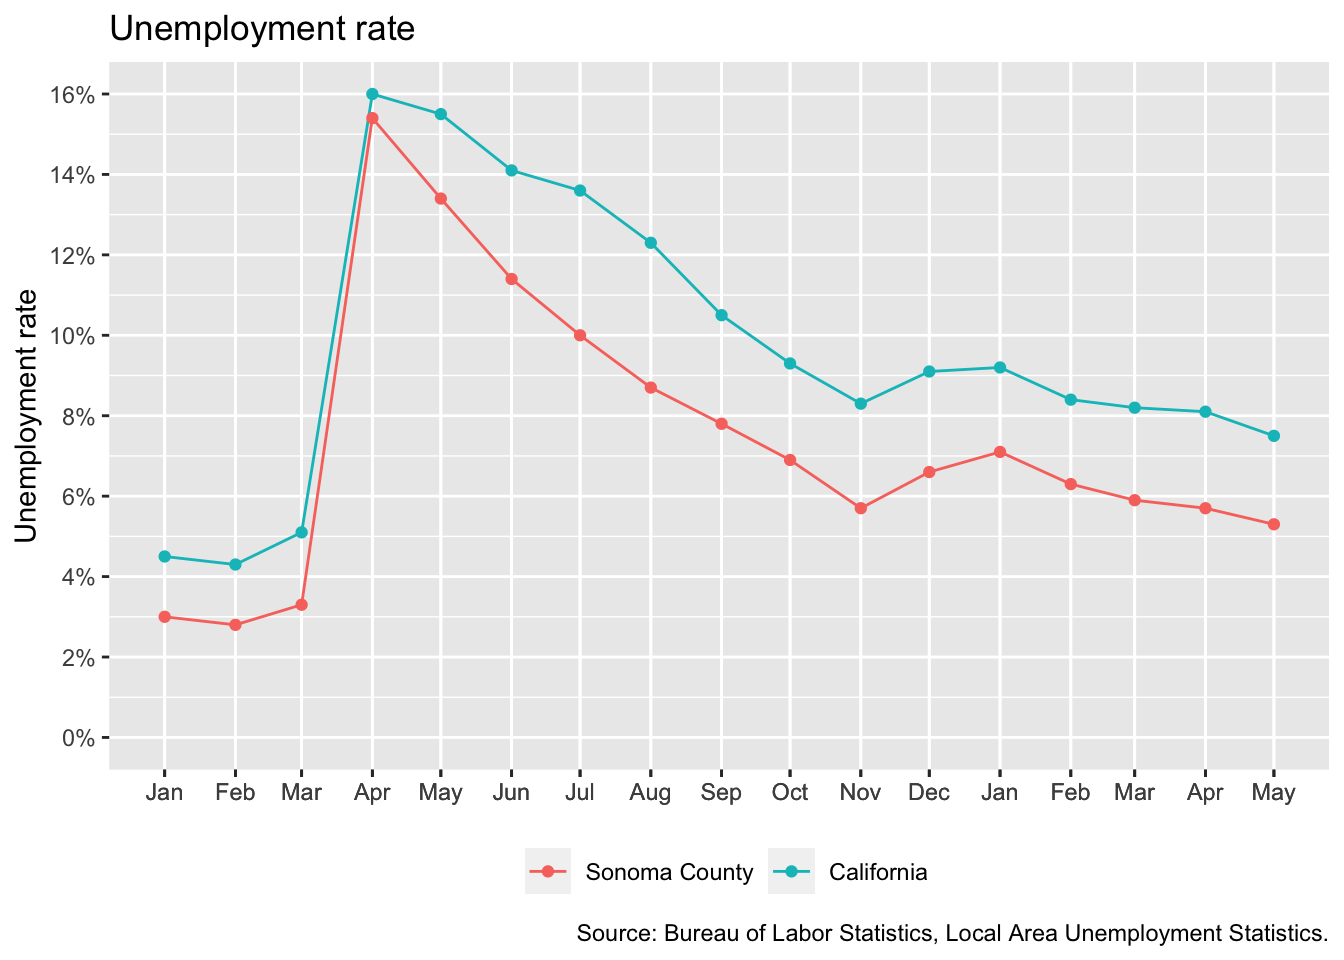 Unemployment rate
Unemployment rate
16%
14%
12%
10%
8%
6%
4%
2%
0%
Jan Feb Mar Apr May Jun Jul Aug Sep Oct Nov Dec Jan Feb Mar Apr May
Sonoma County California
Source: Bureau of Labor Statistics, Local Area Unemployment Statistics.